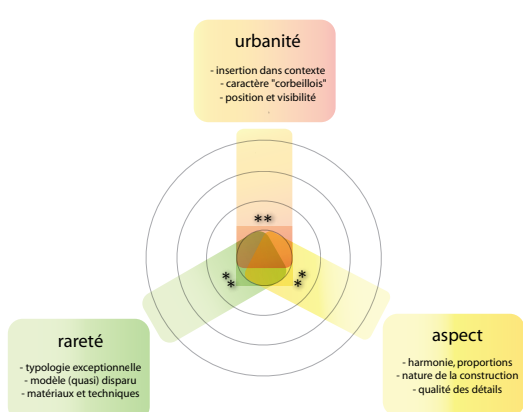 urbanité
- insertion dans contexte
- caractère "corbeillois"
- position et visibilité
**
**
**
rareté
- typologie exceptionnelle
- modèle (quasi) disparu
- matériaux et techniques
aspect
- harmonie, proportions
- nature de la construction
- qualité des détails